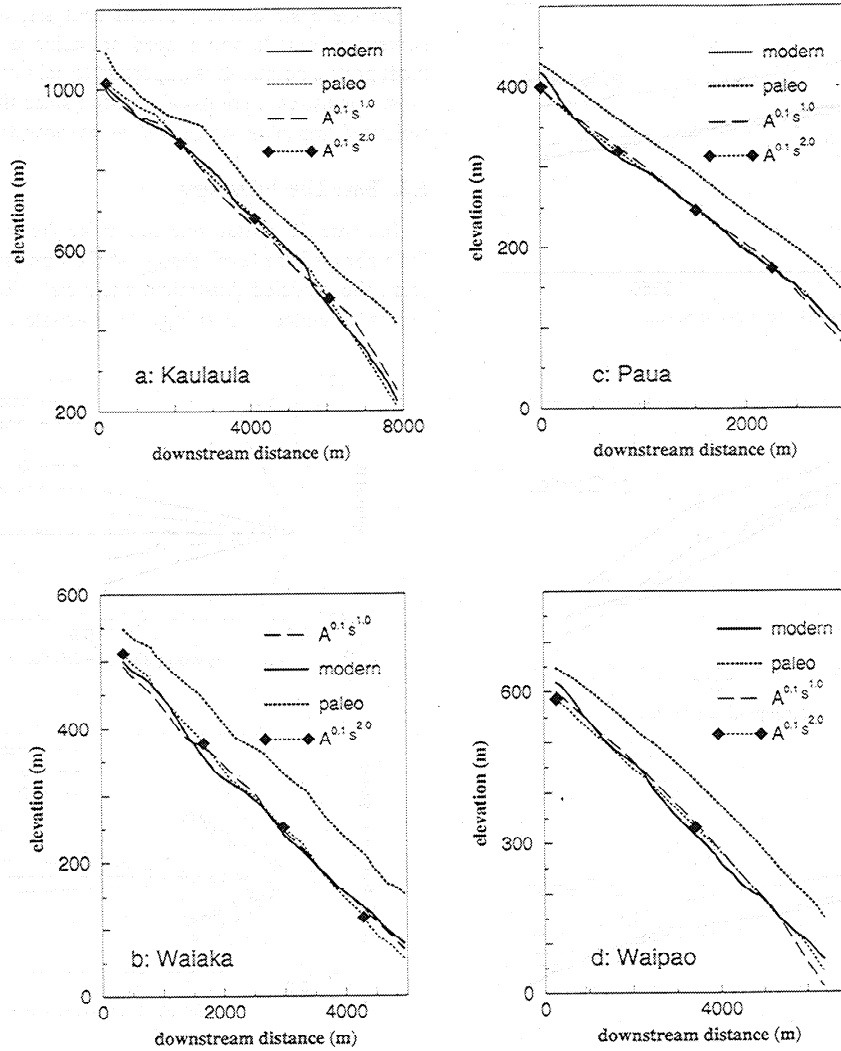 1000
600
200
elevation (m)
modern
paleo
A^0.1 s^1.0
A^0.1 s^2.0
a: Kaulaula
0
4000
8000
downstream distance (m)
400
200
0
elevation (m)
modern
paleo
A^0.1 s^1.0
A^0.1 s^2.0
c: Paua
0
2000
downstream distance (m)
600
400
200
0
elevation (m)
A^0.1 s^1.0
modern
paleo
A^0.1 s^2.0
b: Waiaka
0
2000
4000
downstream distance (m)
600
300
0
elevation (m)
modern
paleo
A^0.1 s^1.0
A^0.1 s^2.0
d: Waipao
0
4000
downstream distance (m)